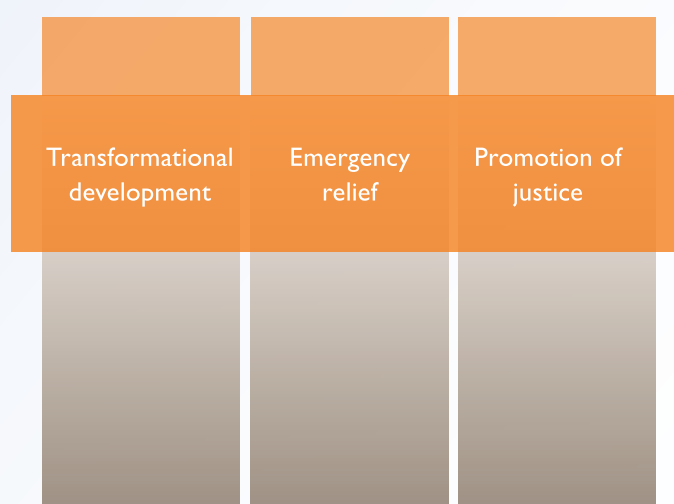 Transformational
development
Emergency
relief
Promotion of
justice